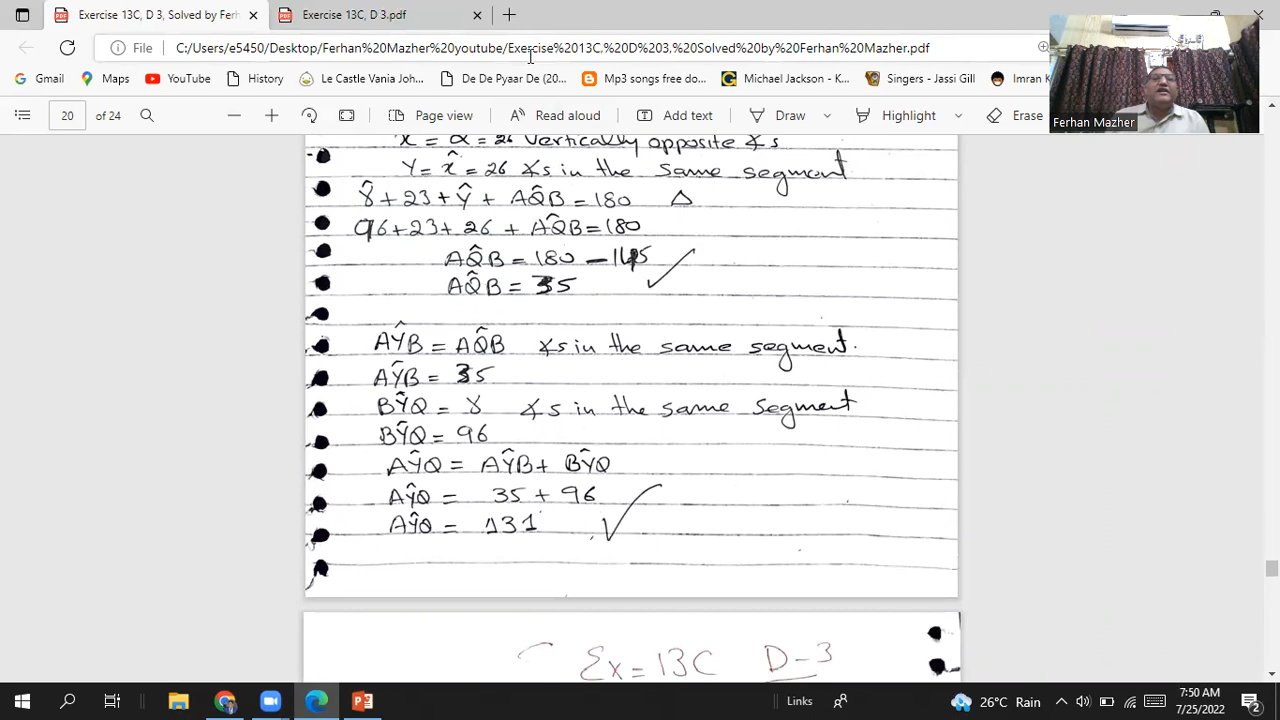 Exercise 13C, D 3, Solved by Ferh
Exercise 13C, D 3.pdf
File
C:/Users/e5450/Desktop/Ferhan%20Mazher
20D%203,%20Solved%20by%20Ferhan%20Mazher.pdf
Gmail
Maps
YouTube
History
Le Castle Vania Joh...
De De Pyaar De (20...
Mp3 songs free do...
Michael Jackson - K...
Singers - Jassi Gill
Imran K
20 of 24
Page view
Read aloud
Add text
Draw
Highlight
Erase
Ferhan Mazher
= 26 vertically opposite ∡s
Y = x̂ = 26 ∡s in the same segment
γ̂ + 23 + Ŷ + AQ̂B = 180 △
96+23+26 + AQ̂B = 180
AQ̂B = 180 - 145
AQ̂B = 35
AŶB = AQ̂B ∡s in the same segment.
AŶB = 35
BŶQ = γ ∡s in the same segment
BŶQ = 96
AŶQ = AŶB + BŶQ
AŶQ = 35 + 96
AŶQ = 131
Ex = 13C D-3
Links
26°C Rain
7:50 AM
7/25/2022
2